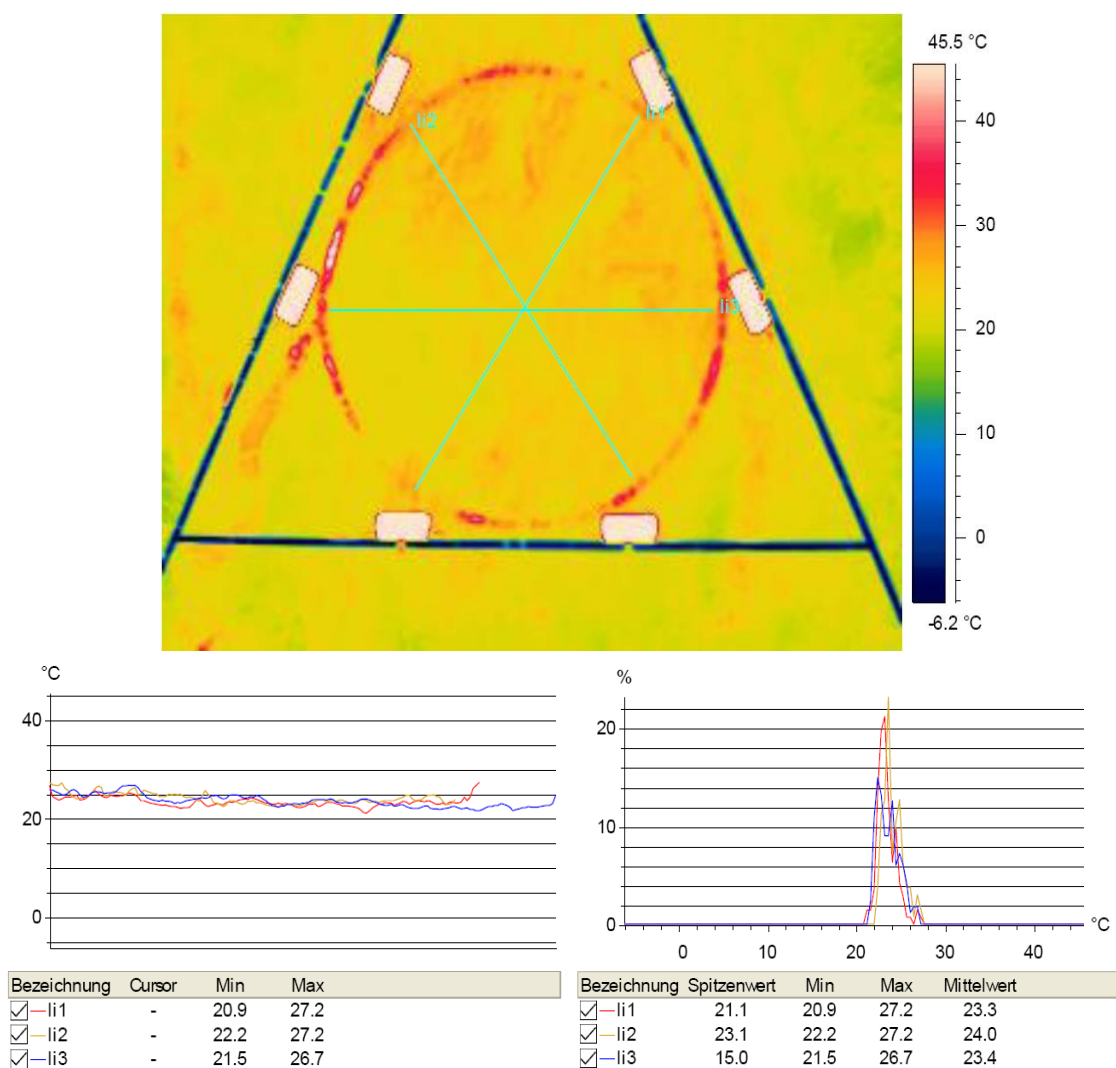 45.5 °C
40
30
20
10
0
-6.2 °C
li2
li1
li3
°C
40
20
0
%
20
10
0
0 10 20 30 40
°C
Bezeichnung Cursor Min Max
li1 - 20.9 27.2
li2 - 22.2 27.2
li3 - 21.5 26.7
Bezeichnung Spitzenwert Min Max Mittelwert
li1 21.1 20.9 27.2 23.3
li2 23.1 22.2 27.2 24.0
li3 15.0 21.5 26.7 23.4